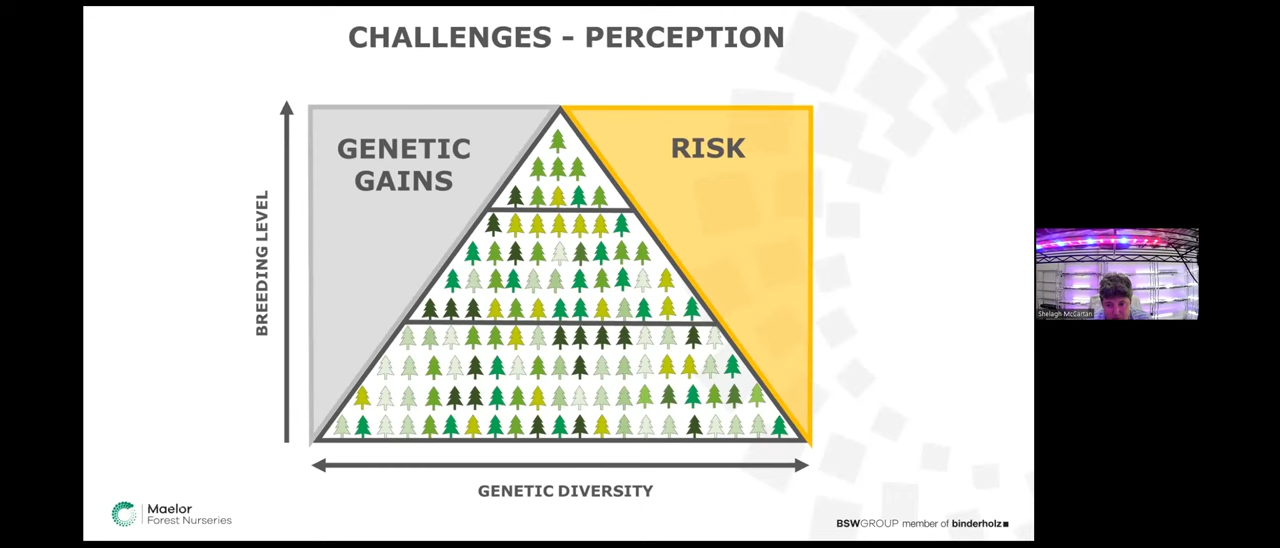 CHALLENGES - PERCEPTION
GENETIC
GAINS
RISK
BREEDING LEVEL
GENETIC DIVERSITY
Maelor
Forest Nurseries
BSWGROUP member of binderholz
Shelagh McCartan